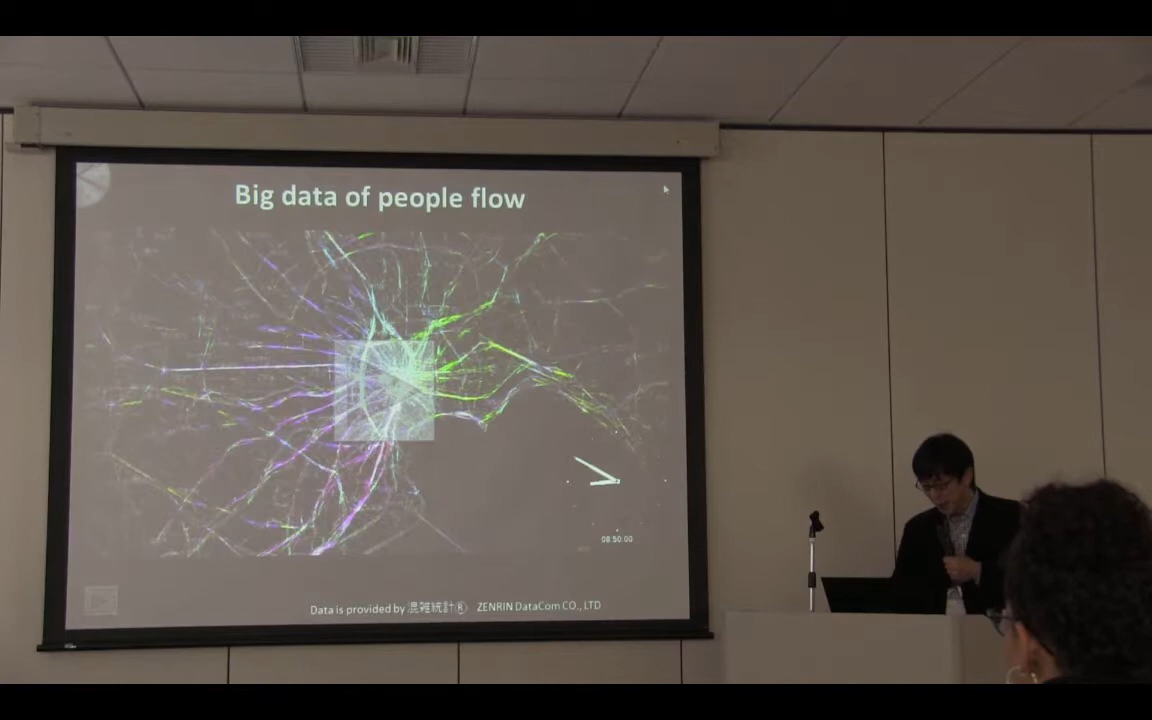 Big data of people flow
08:50:00
Data is provided by 混雑統計® ZENRIN DataCom CO., LTD